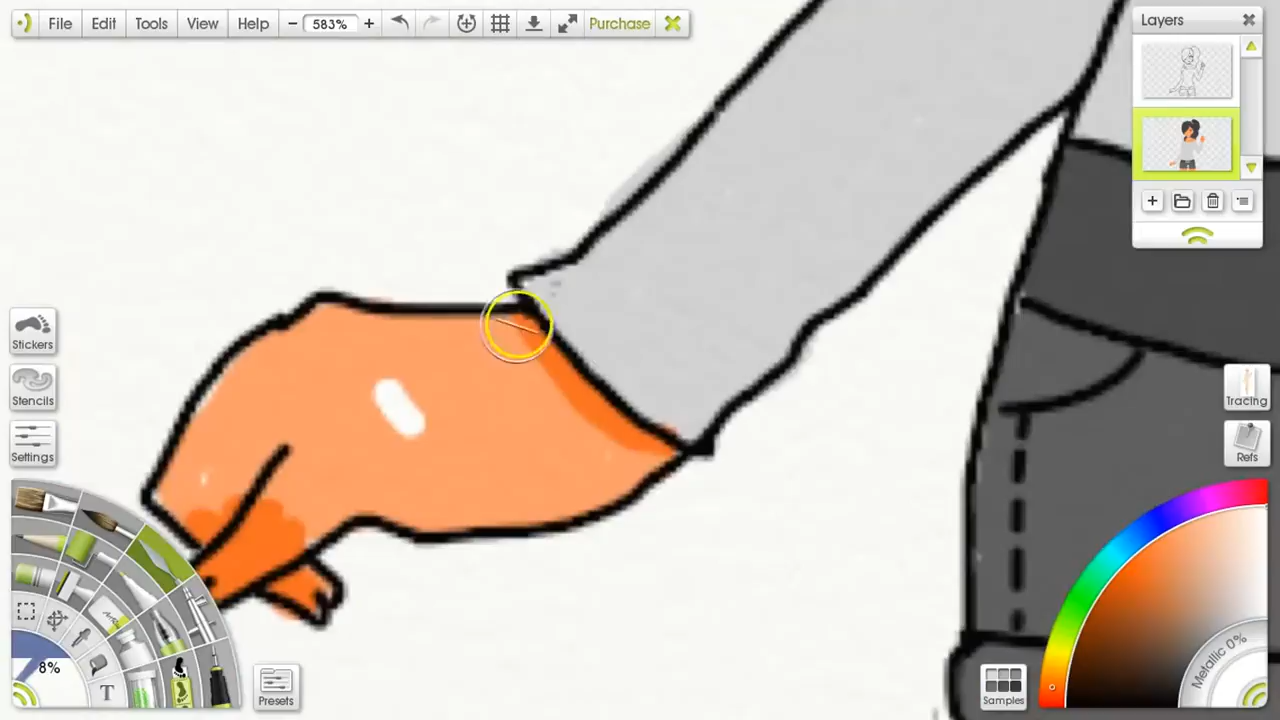 File Edit Tools View Help − 583% + Purchase
Layers
Stickers
Stencils
Settings
Tracing
Refs
8%
T
Presets
Samples
Metallic 0%